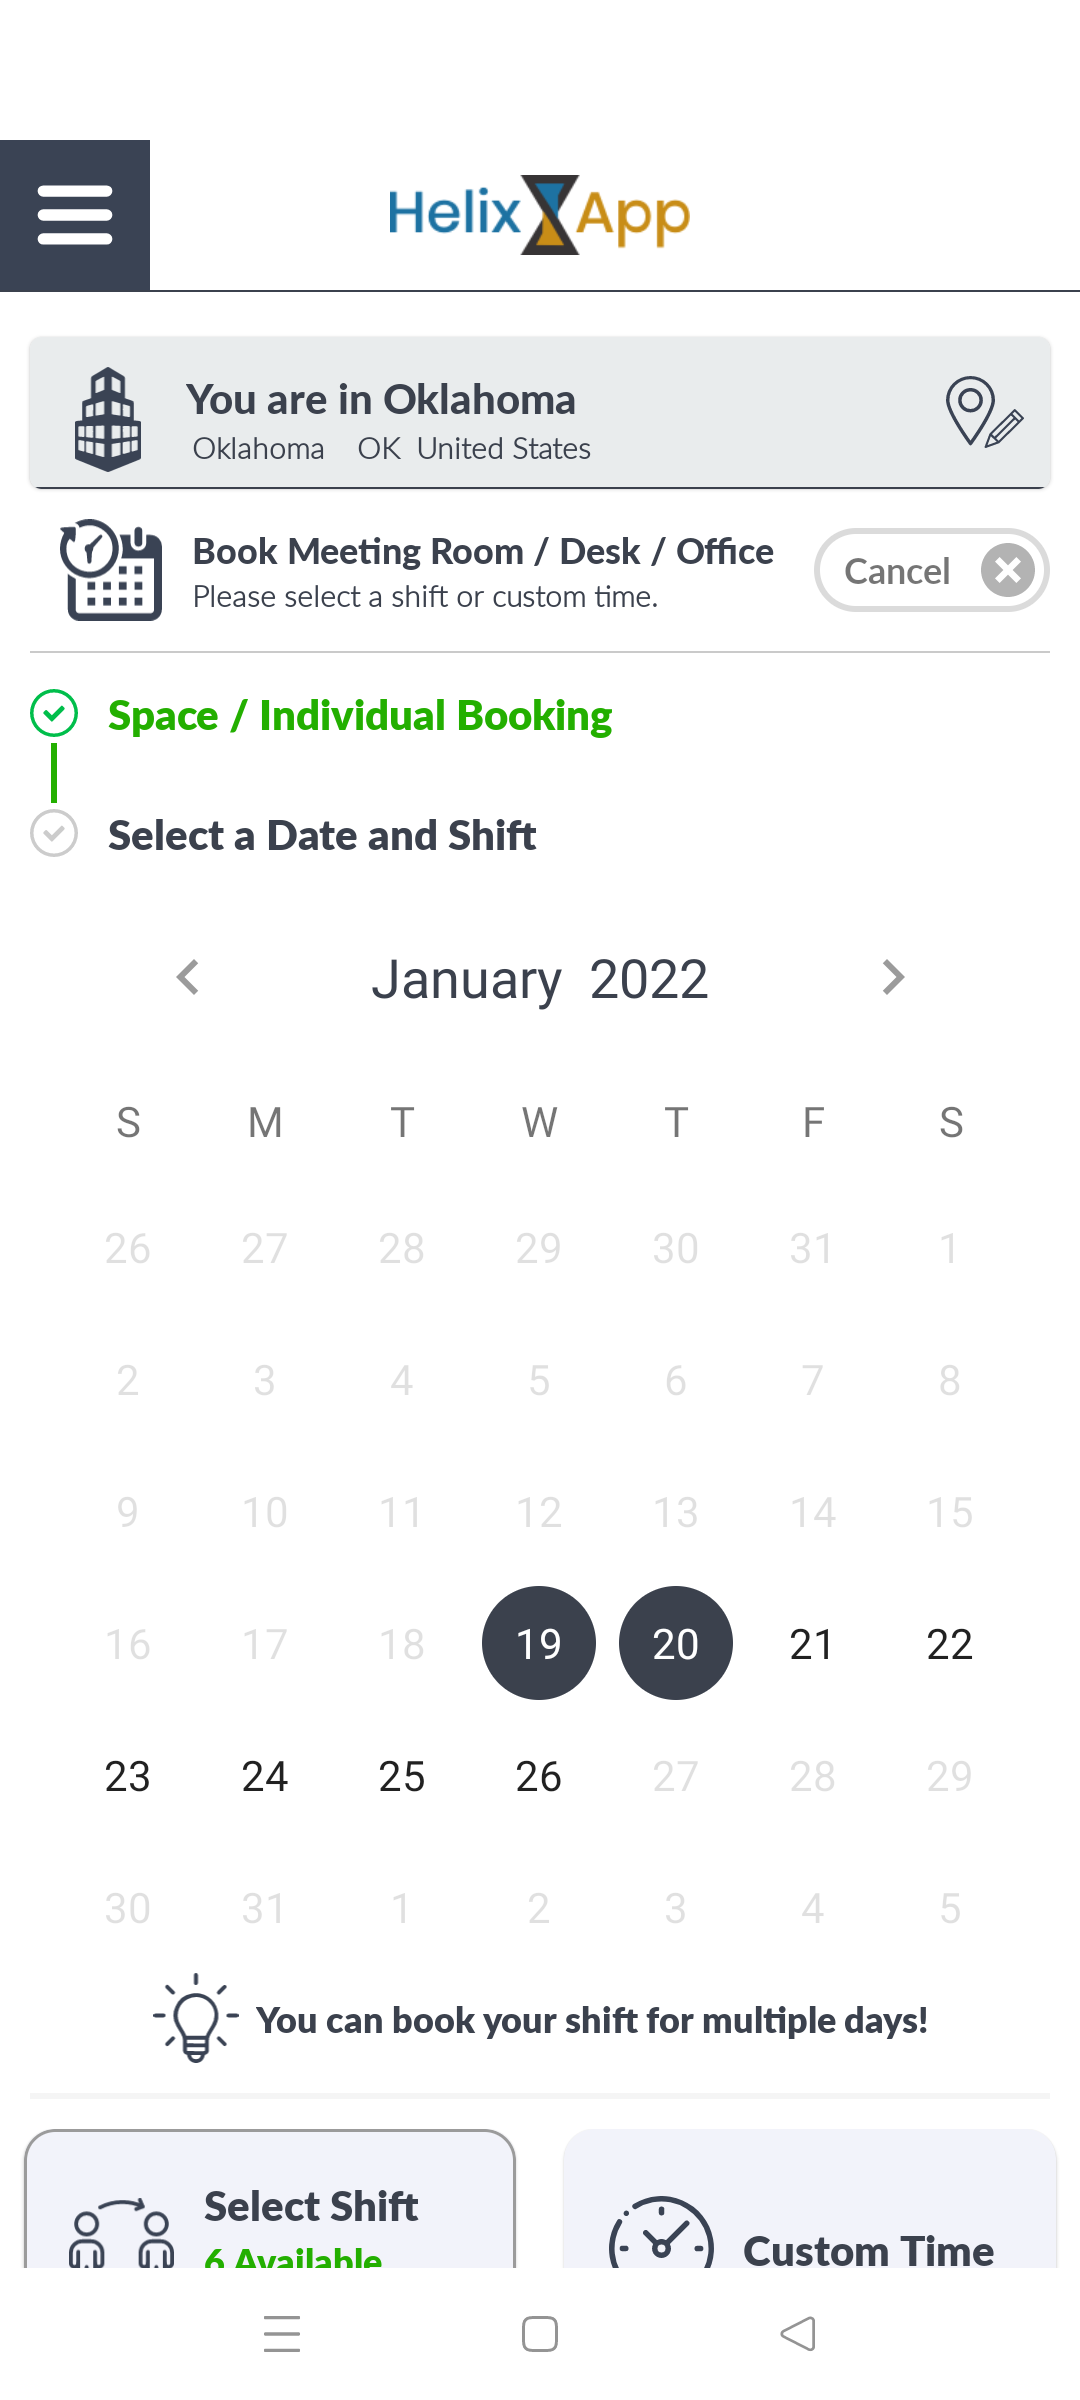 Helix App
You are in Oklahoma
Oklahoma OK United States
Book Meeting Room / Desk / Office
Please select a shift or custom time.
Cancel
Space / Individual Booking
Select a Date and Shift
January 2022
S M T W T F S
26 27 28 29 30 31 1
2 3 4 5 6 7 8
9 10 11 12 13 14 15
16 17 18 19 20 21 22
23 24 25 26 27 28 29
30 31 1 2 3 4 5
You can book your shift for multiple days!
Select Shift
6 Available
Custom Time